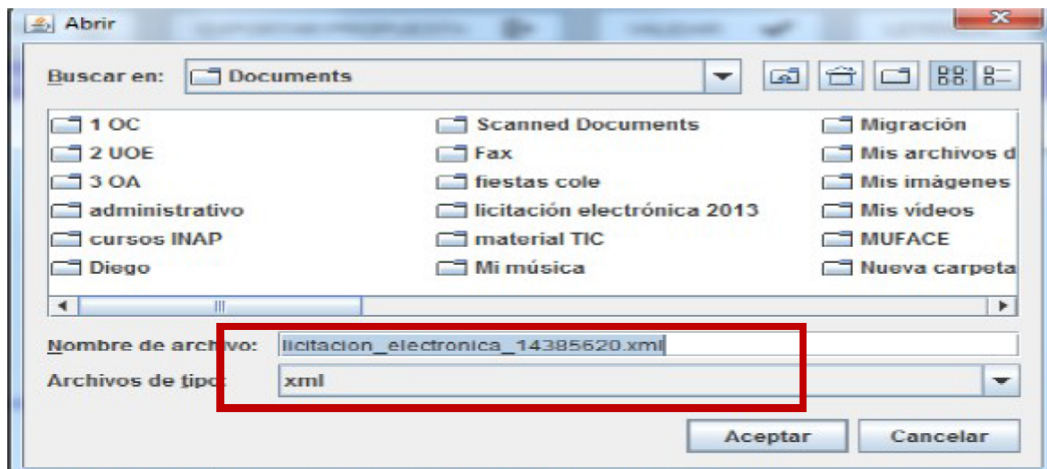 Abrir
Buscar en: Documents
1 OC Scanned Documents Migración
2 UOE Fax Mis archivos d
3 OA fiestas cole Mis imágenes
administrativo licitación electrónica 2013 Mis vídeos
cursos INAP material TIC MUFACE
Diego Mi música Nueva carpeta
Nombre de archivo: licitacion_electronica_14385620.xml
Archivos de tipo: xml
Aceptar Cancelar